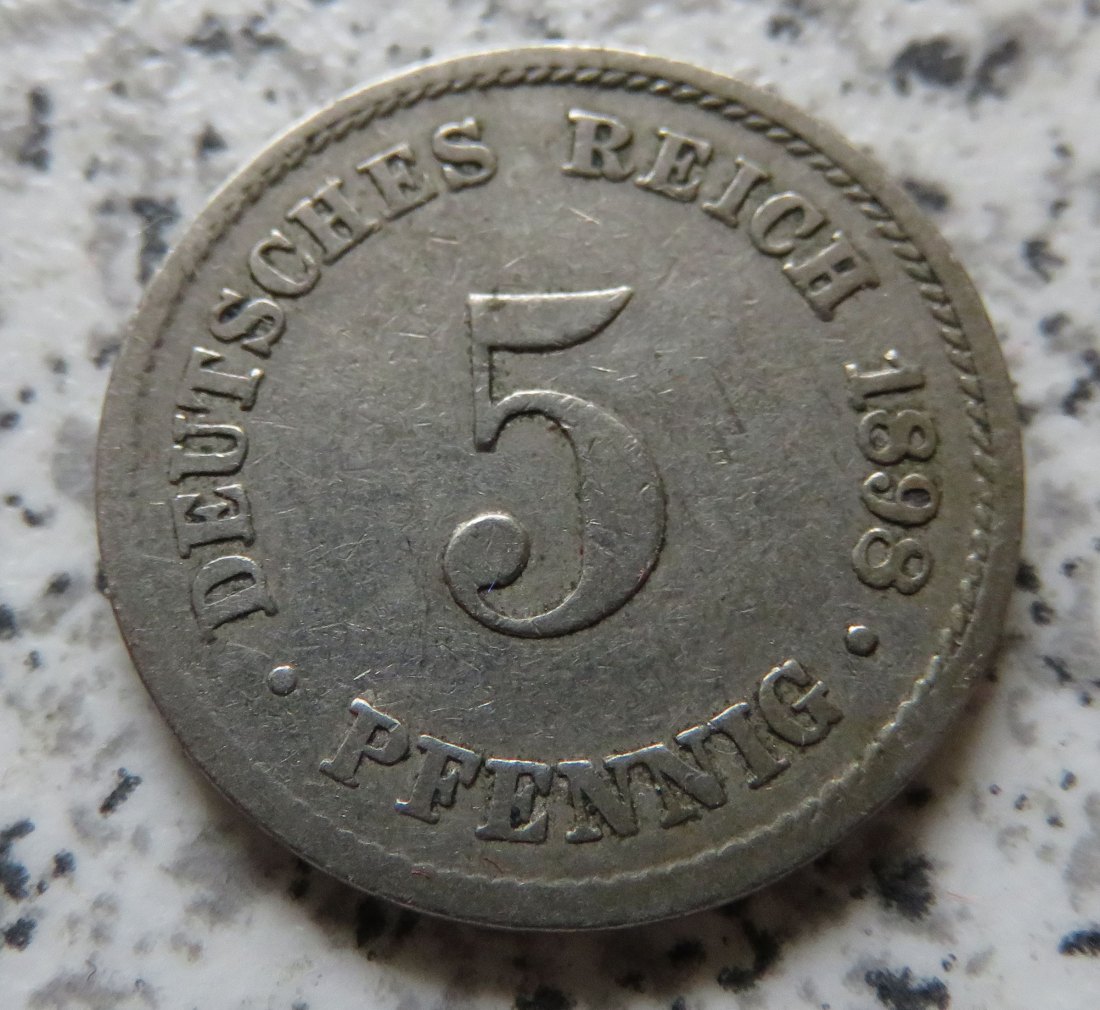 DEUTSCHES REICH 1898
5
• PFENNIG •